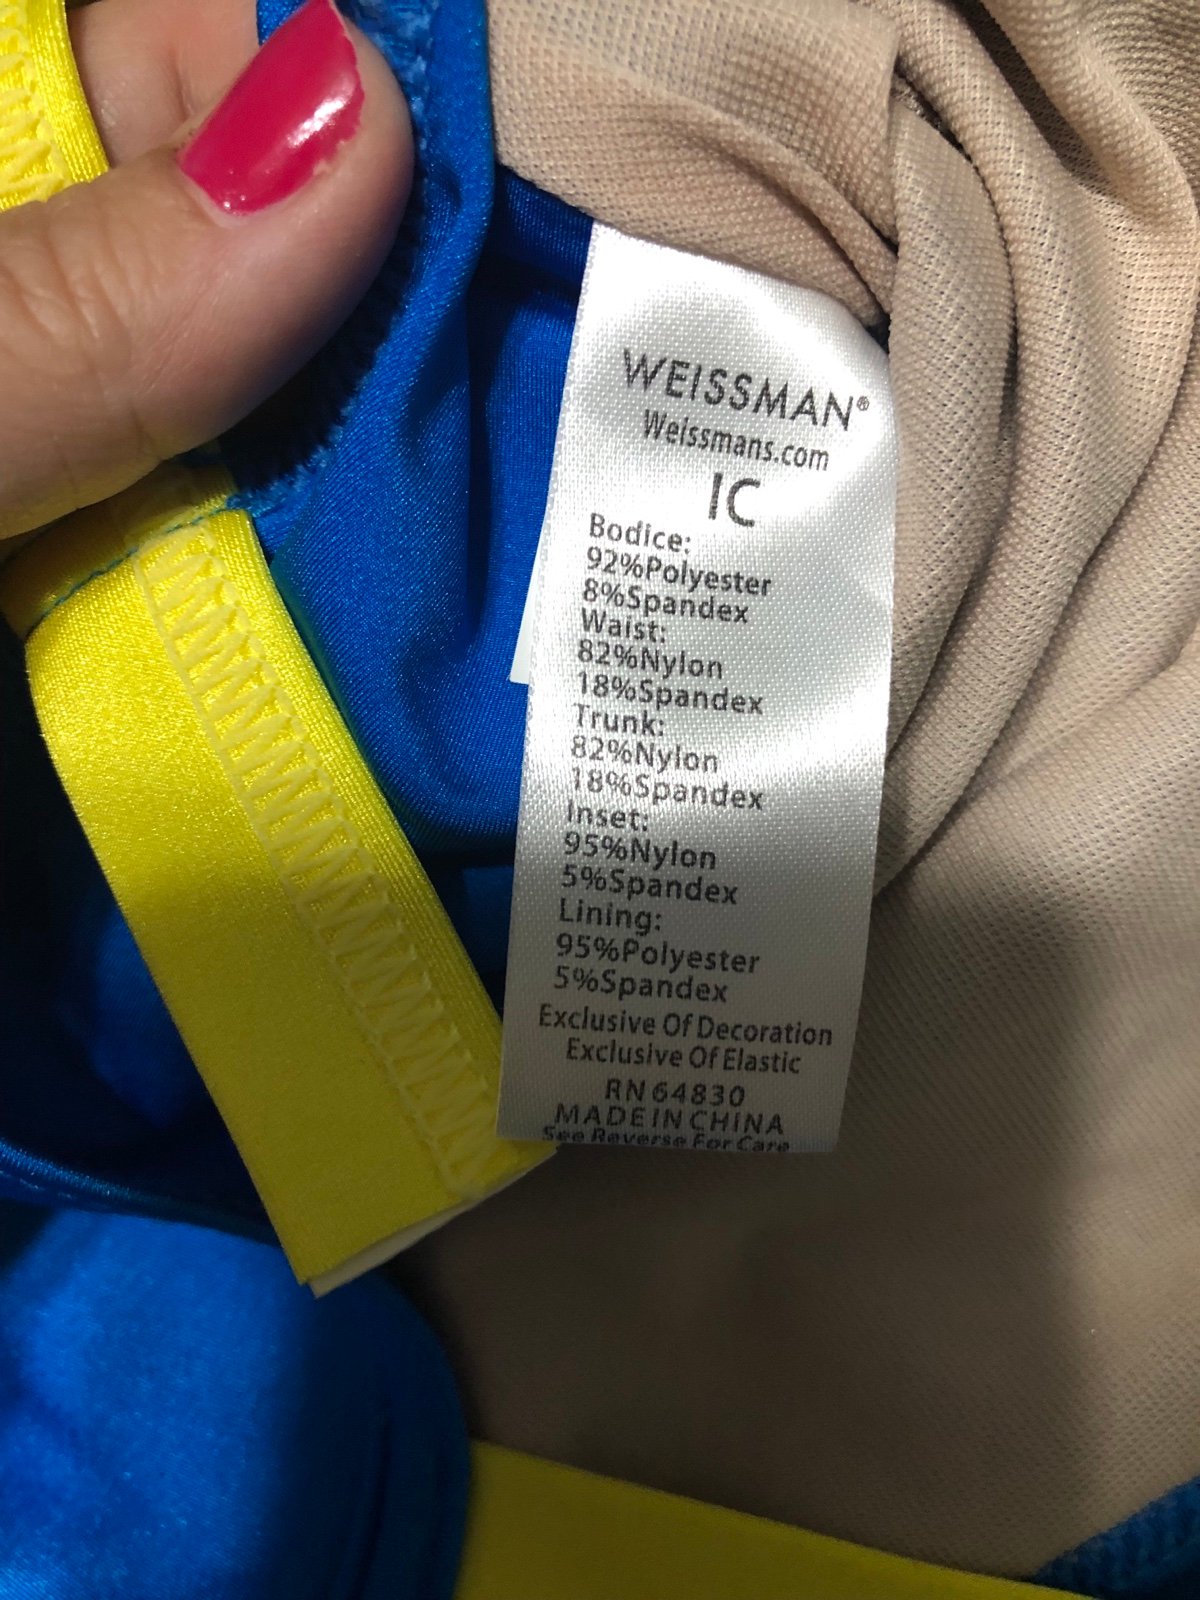 WEISSMAN®
Weissmans.com
IC
Bodice:
92%Polyester
8%Spandex
Waist:
82%Nylon
18%Spandex
Trunk:
82%Nylon
18%Spandex
Inset:
95%Nylon
5%Spandex
Lining:
95%Polyester
5%Spandex
Exclusive Of Decoration
Exclusive Of Elastic
RN 64830
MADE IN CHINA
See Reverse For Care